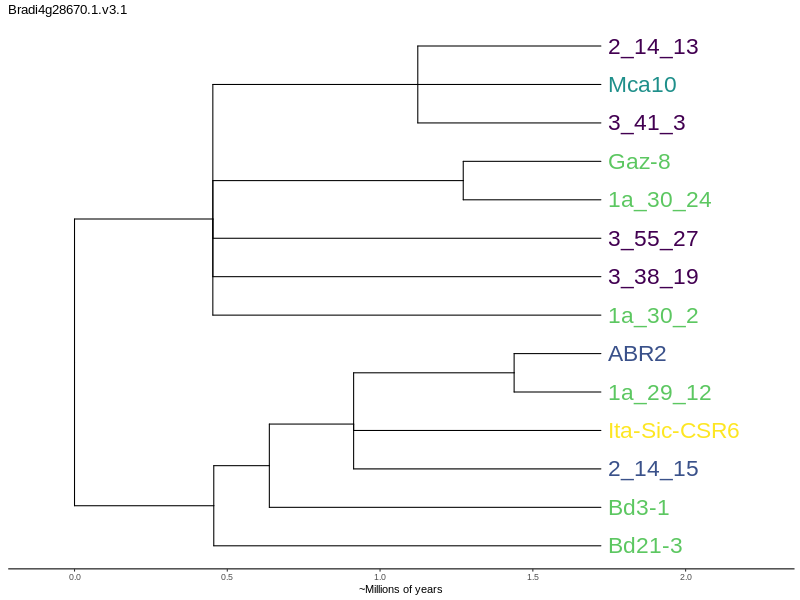 Bradi4g28670.1.v3.1
2_14_13
Mca10
3_41_3
Gaz-8
1a_30_24
3_55_27
3_38_19
1a_30_2
ABR2
1a_29_12
Ita-Sic-CSR6
2_14_15
Bd3-1
Bd21-3
0.0 0.5 1.0 1.5 2.0
~Millions of years